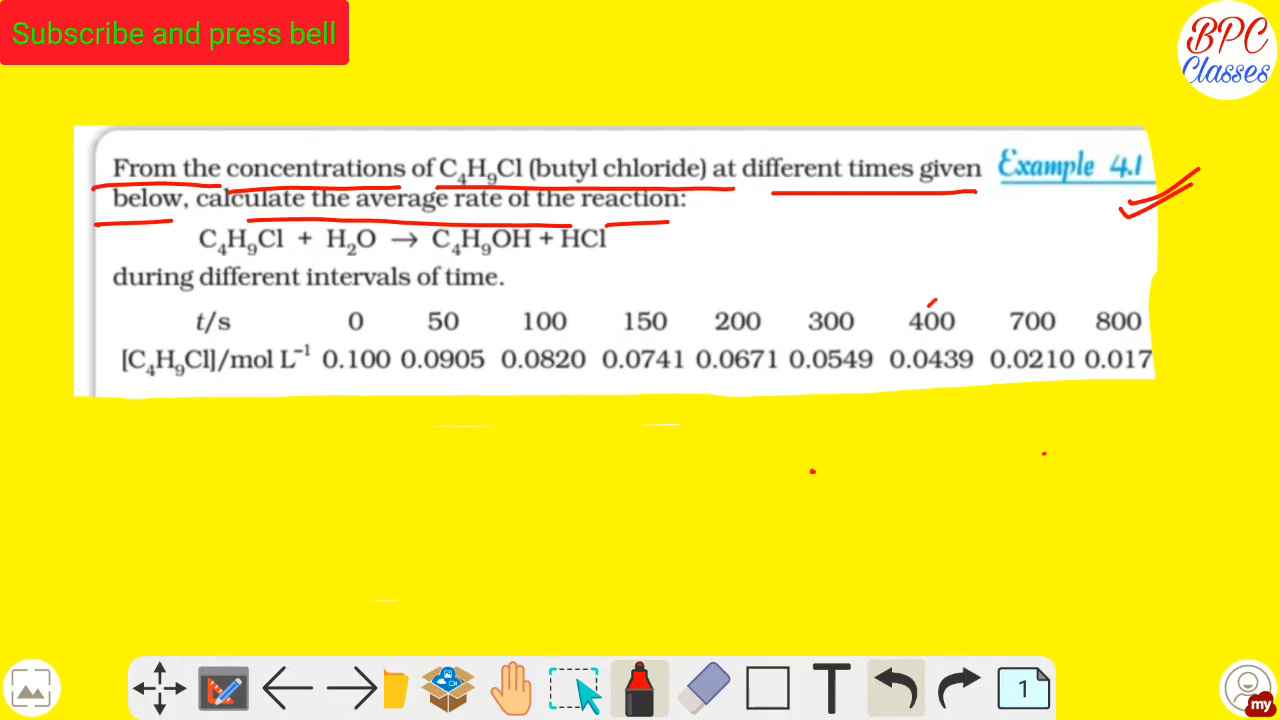 Subscribe and press bell
BPC
Classes
From the concentrations of C₄H₉Cl (butyl chloride) at different times given Example 4.1
below, calculate the average rate of the reaction:
C₄H₉Cl + H₂O → C₄H₉OH + HCl
during different intervals of time.
t/s 0 50 100 150 200 300 400 700 800
[C₄H₉Cl]/mol L⁻¹ 0.100 0.0905 0.0820 0.0741 0.0671 0.0549 0.0439 0.0210 0.017
T
1
my